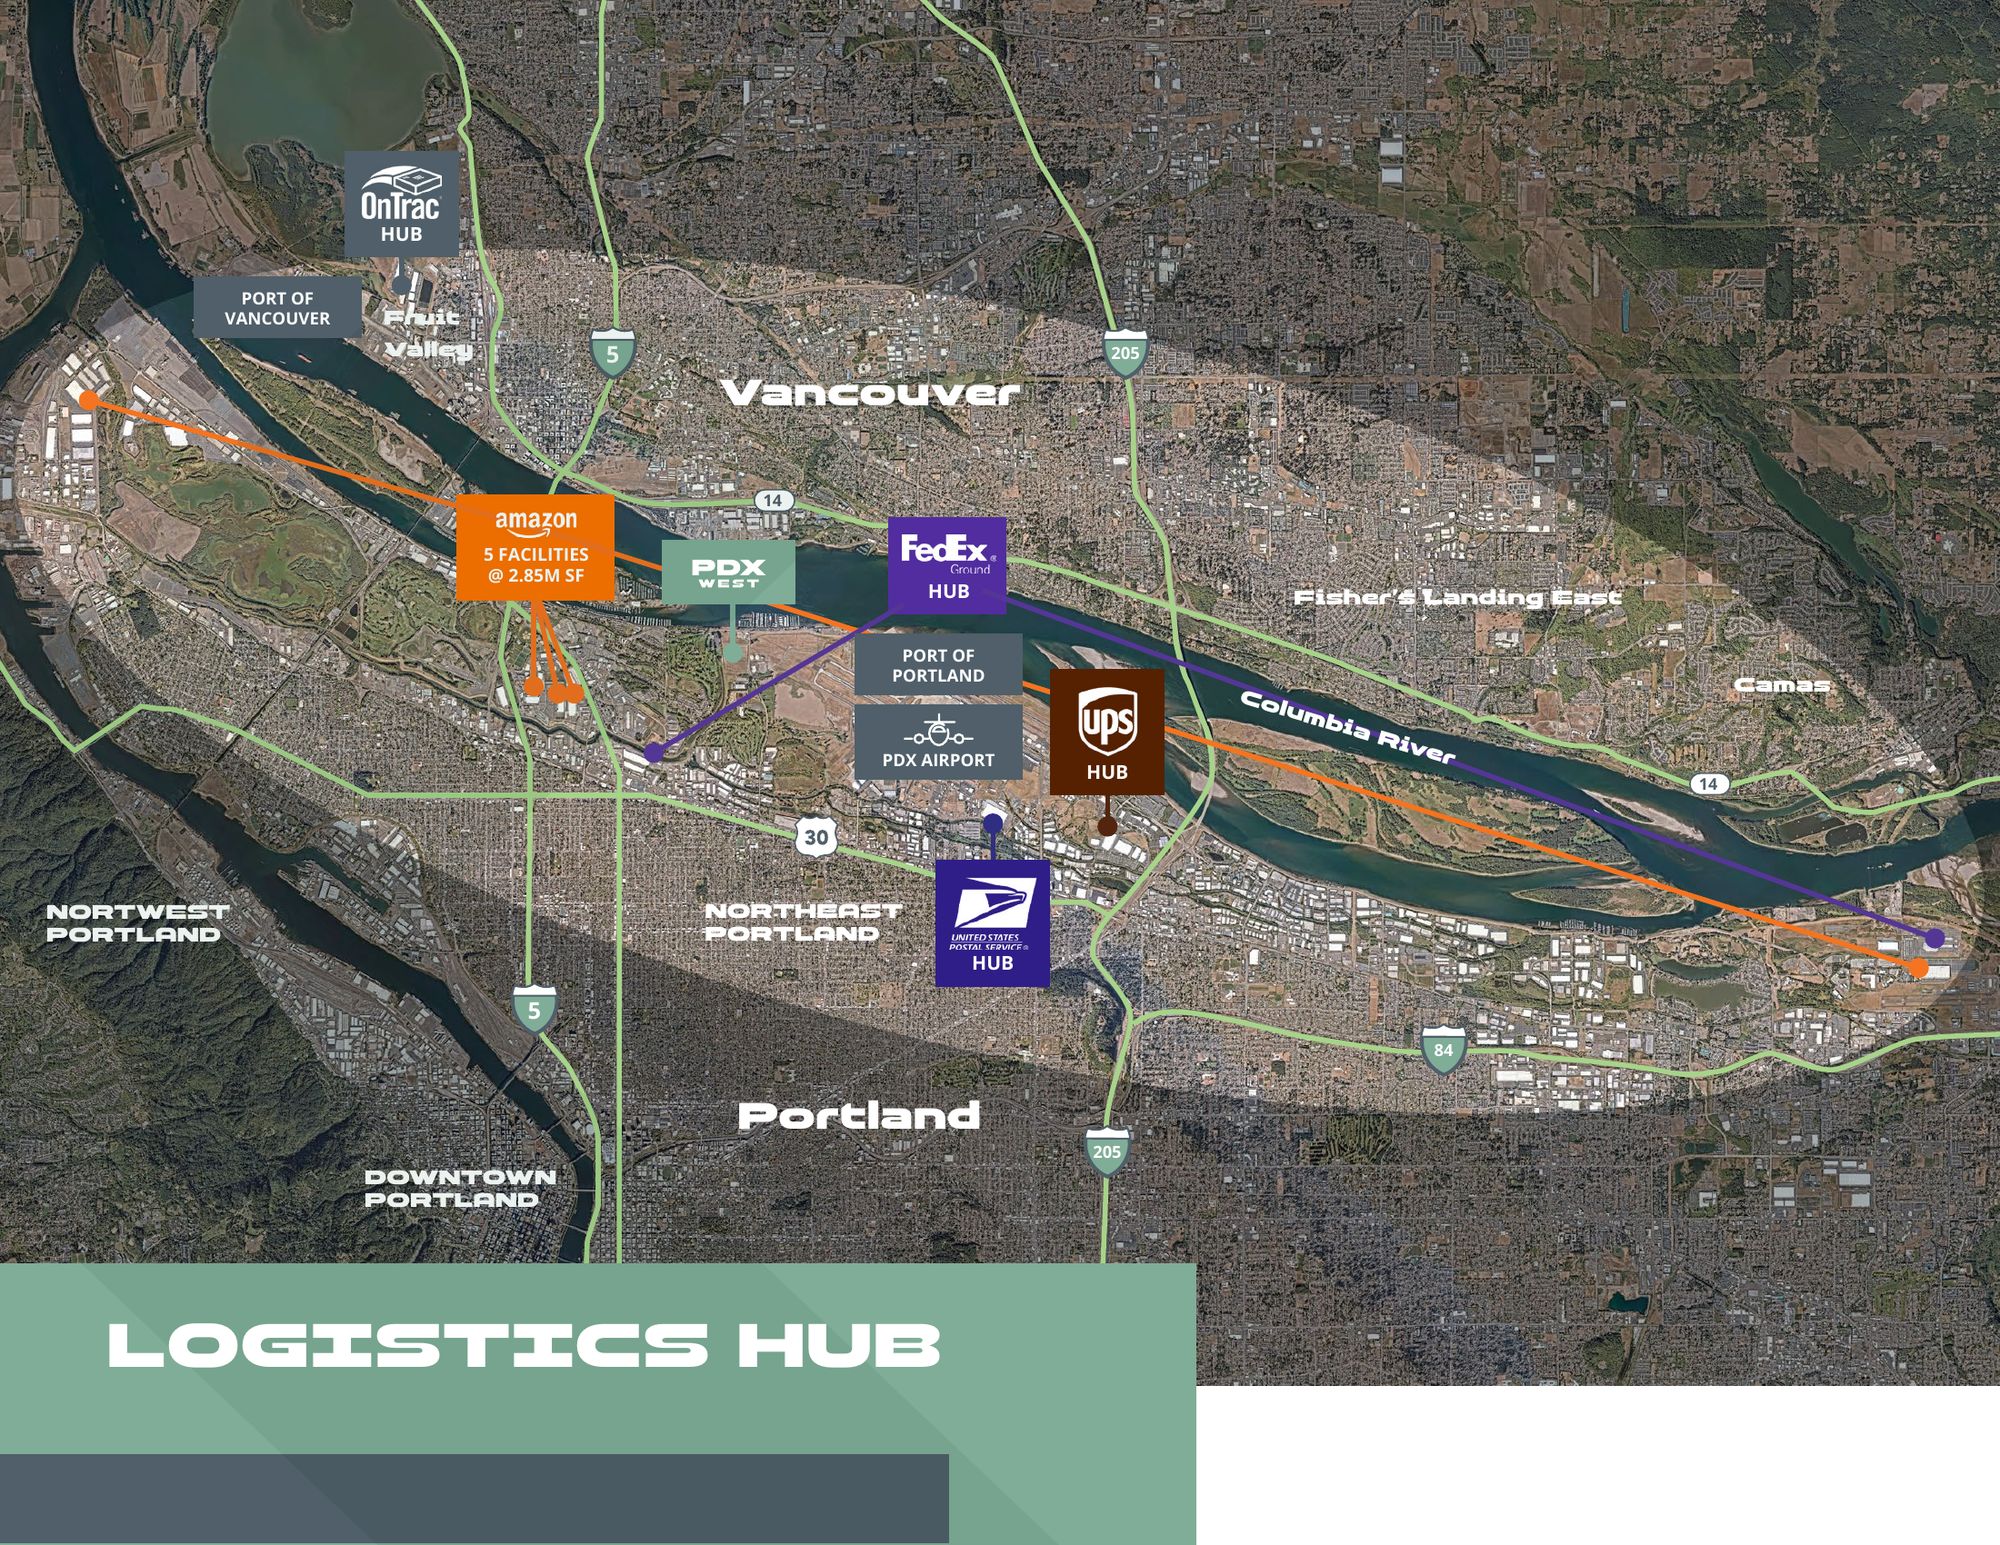 OnTrac
HUB
PORT OF
VANCOUVER
Fruit
Valley
5
205
Vancouver
14
amazon
5 FACILITIES
@ 2.85M SF
PDX
WEST
FedEx®
Ground
HUB
Fisher's Landing East
PORT OF
PORTLAND
Camas
ups
HUB
Columbia River
PDX AIRPORT
14
30
NORTWEST
PORTLAND
NORTHEAST
PORTLAND
UNITED STATES
POSTAL SERVICE®
HUB
5
84
Portland
205
DOWNTOWN
PORTLAND
LOGISTICS HUB